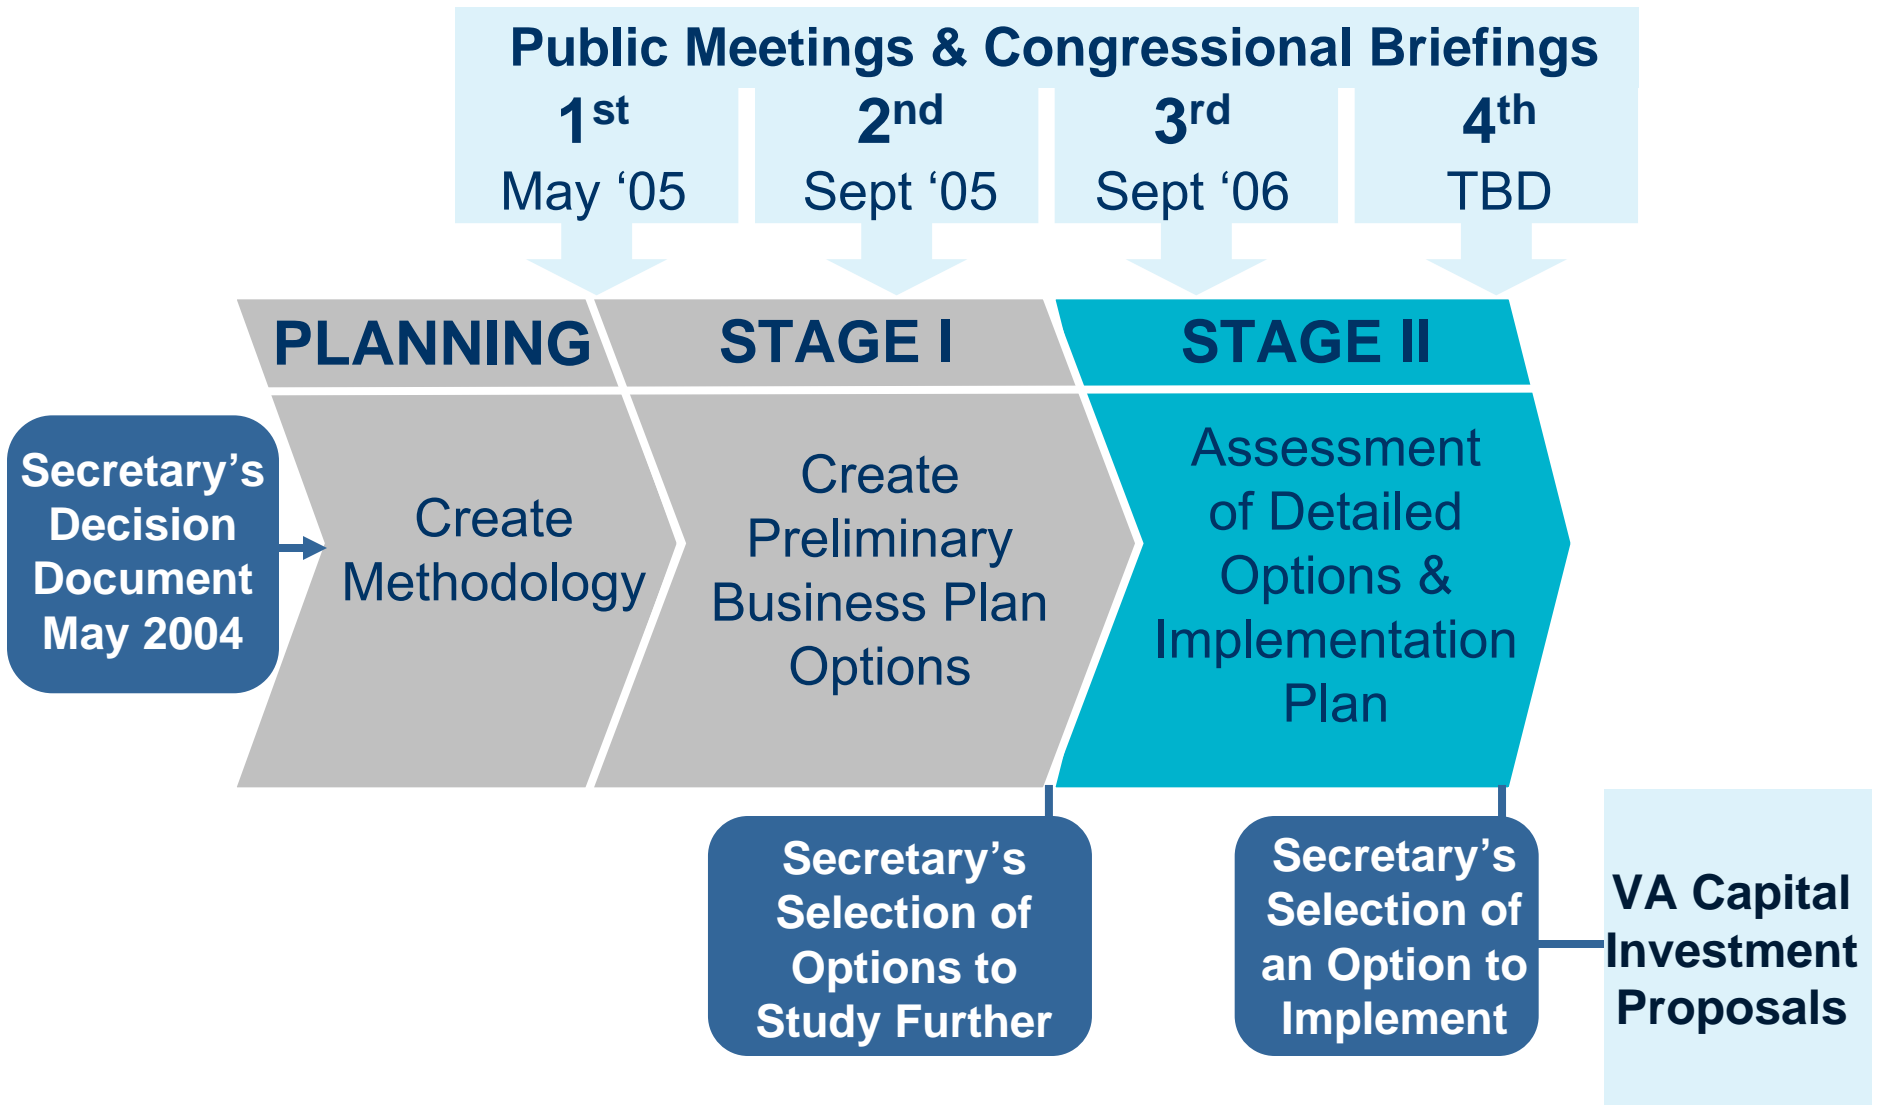 Public Meetings & Congressional Briefings
1st
May ‘05
2nd
Sept ‘05
3rd
Sept ‘06
4th
TBD
PLANNING
STAGE I
STAGE II
Secretary’s
Decision
Document
May 2004
Create
Methodology
Create
Preliminary
Business Plan
Options
Assessment
of Detailed
Options &
Implementation
Plan
Secretary’s
Selection of
Options to
Study Further
Secretary’s
Selection of
an Option to
Implement
VA Capital
Investment
Proposals